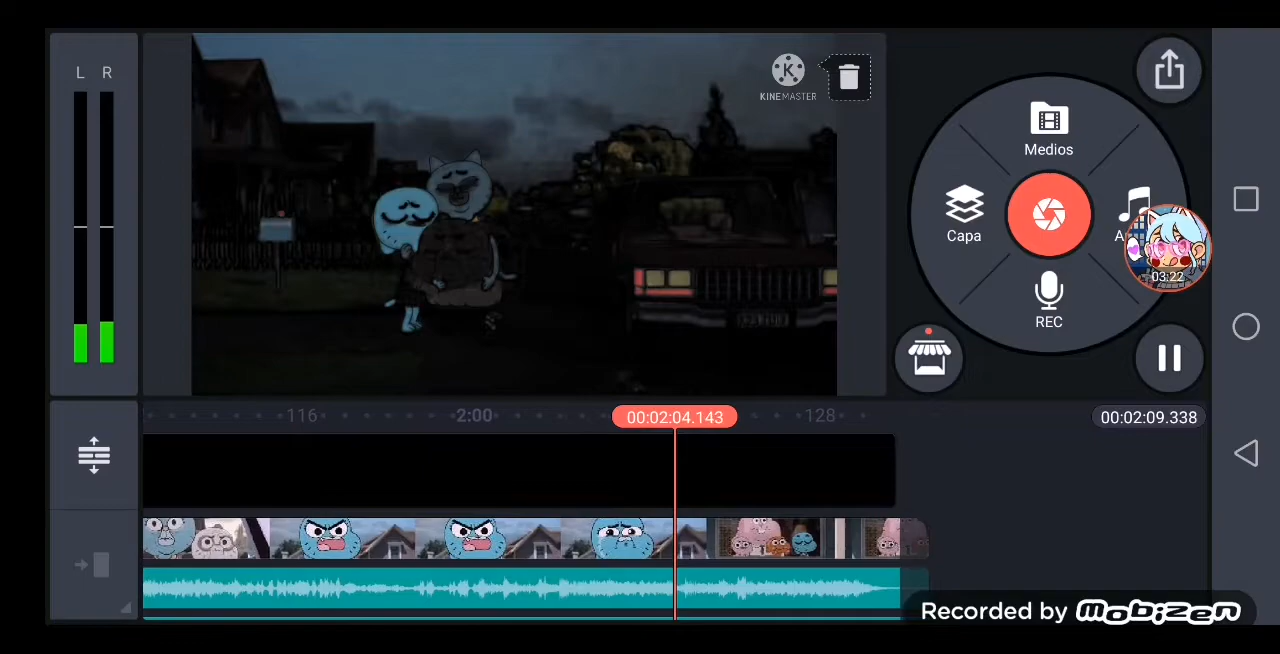 L R
KINEMASTER
Medios
Capa
A
03:22
REC
116
2:00
00:02:04.143
128
00:02:09.338
Recorded by mobizen